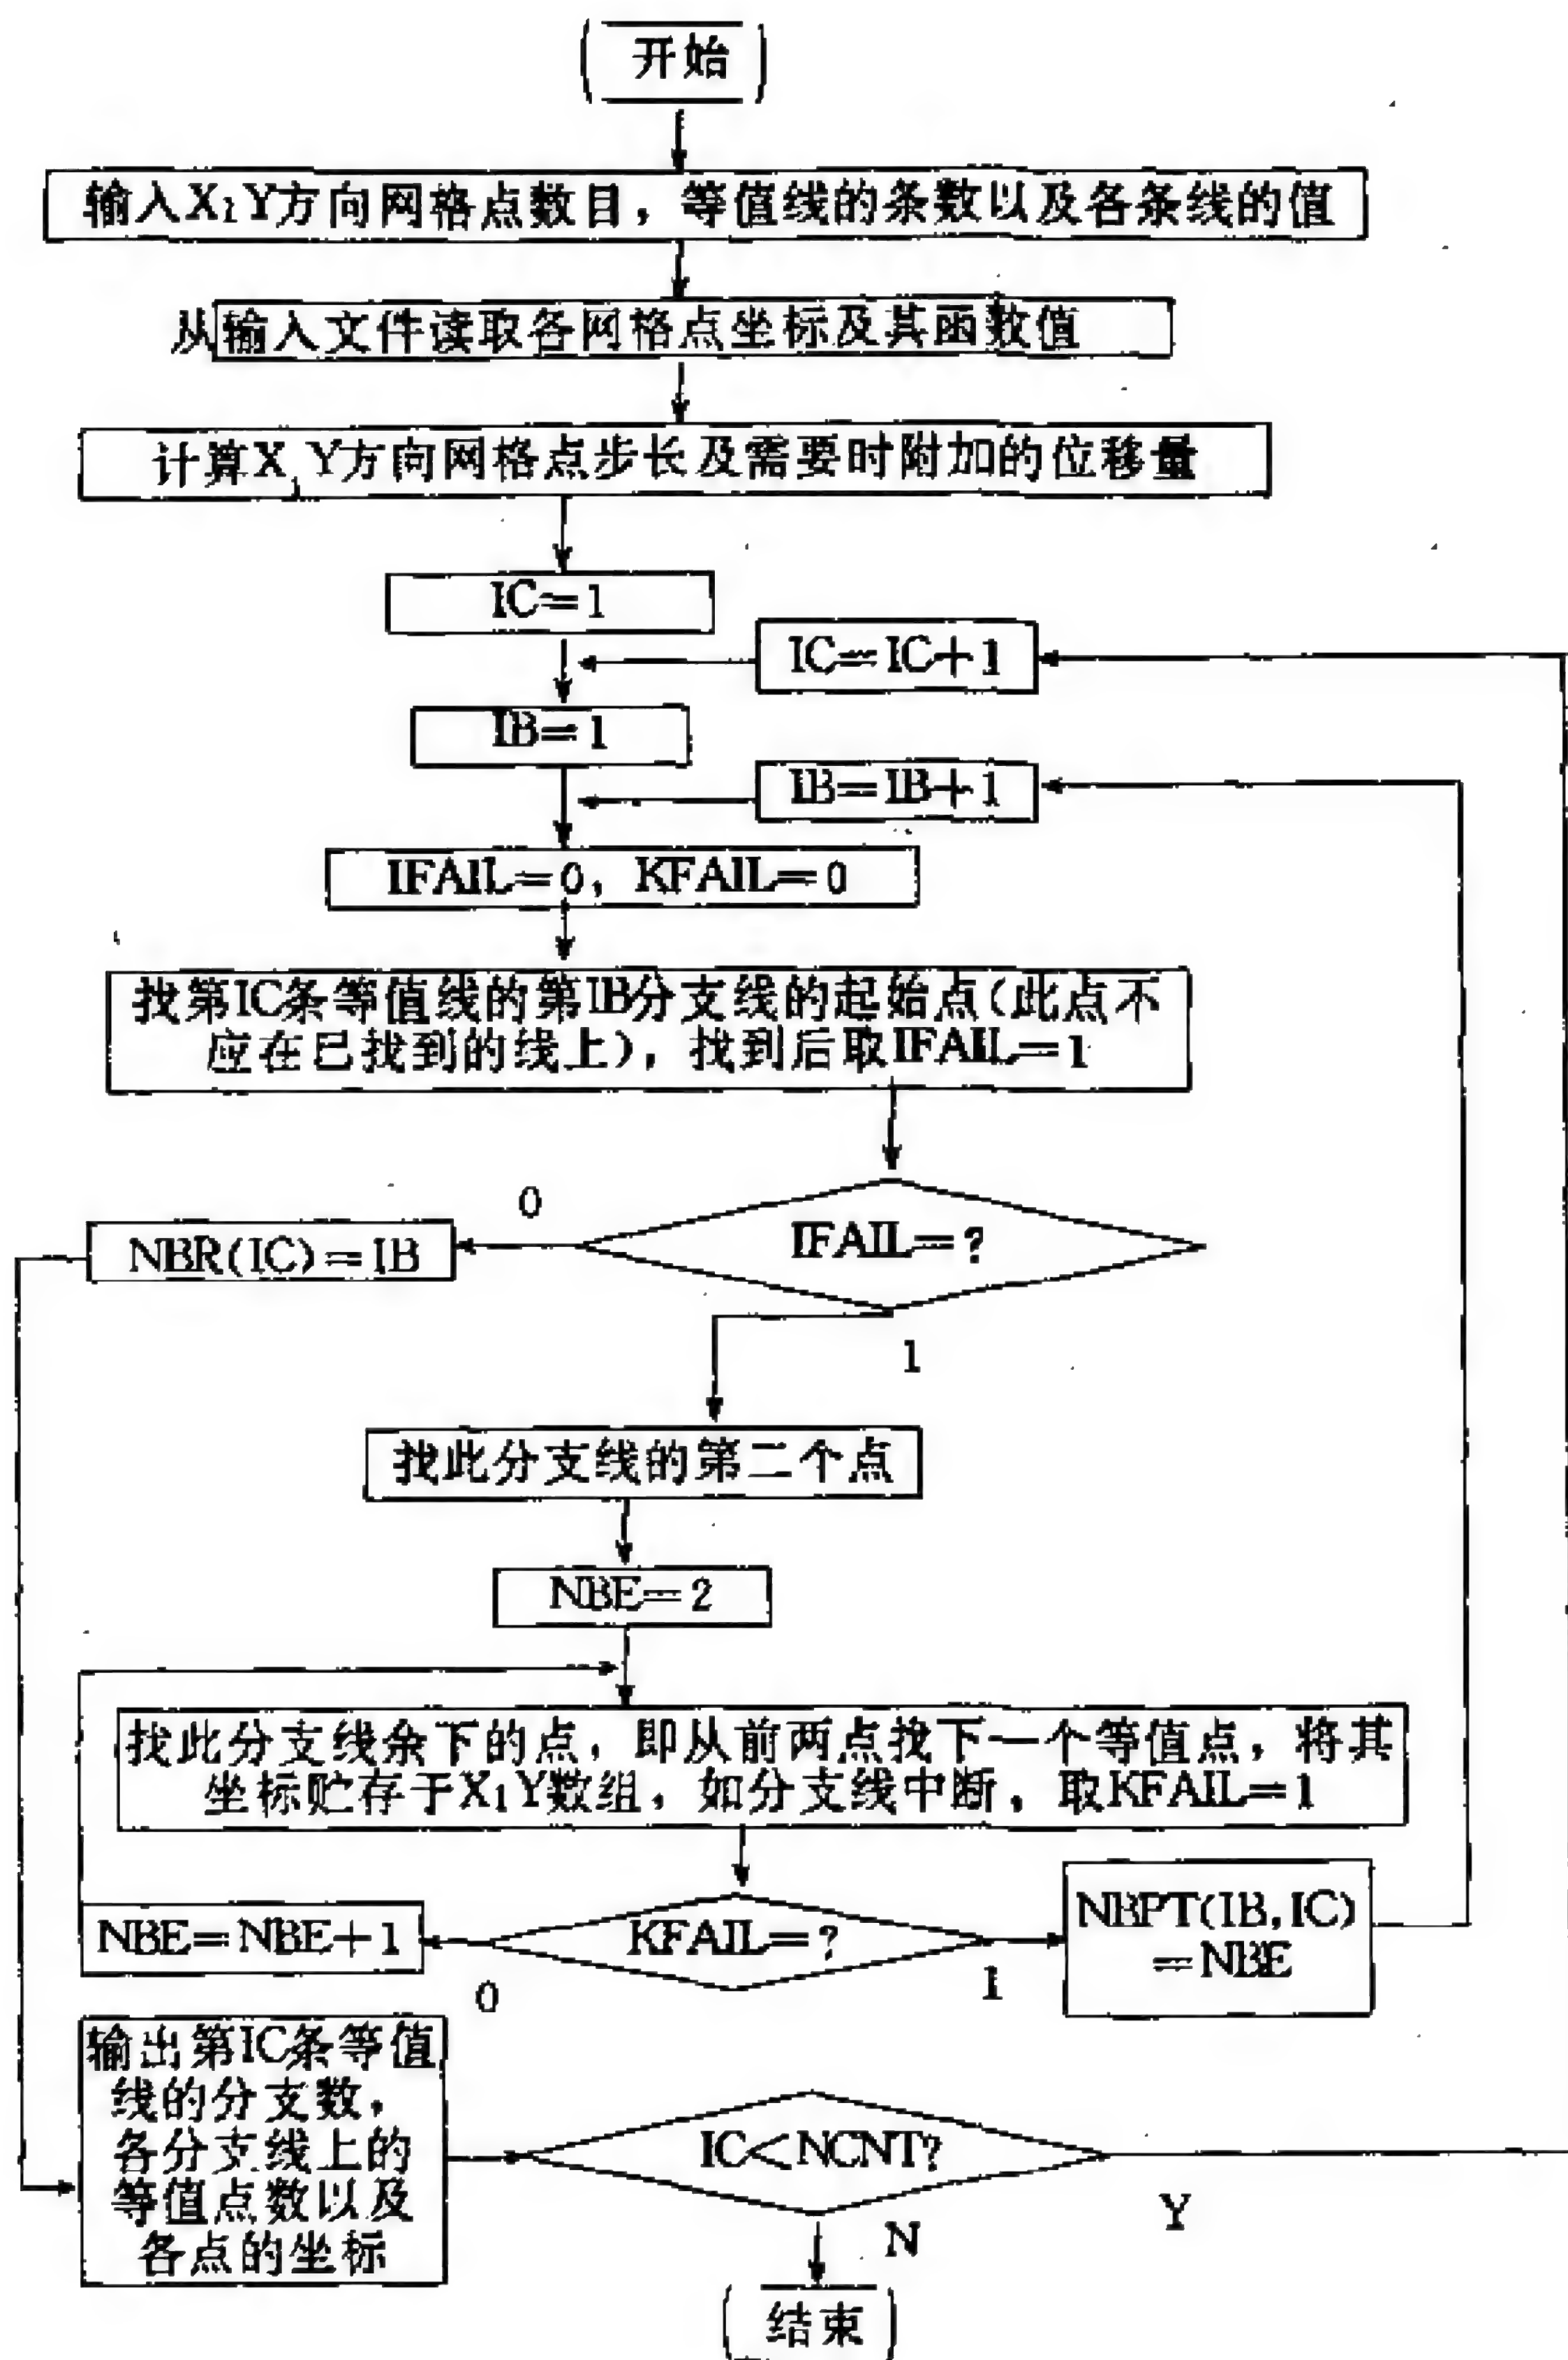 开始
输入X,Y方向网格点数目，等值线的条数以及各条线的值
从输入文件读取各网格点坐标及其函数值
计算X,Y方向网格点步长及需要时附加的位移量
IC=1
IC=IC+1
IB=1
IB=IB+1
IFAIL=0，KFAIL=0
找第IC条等值线的第IB分支线的起始点(此点不
应在已找到的线上)，找到后取IFAIL=1
0
IFAIL=?
NBR(IC)=IB
1
找此分支线的第二个点
NBE=2
找此分支线余下的点，即从前两点找下一个等值点，将其
坐标贮存于X,Y数组，如分支线中断，取KFAIL=1
NBE=NBE+1
KFAIL=?
NBPT(IB,IC)
=NBE
0
1
输出第IC条等值
线的分支数，
各分支线上的
等值点数以及
各点的坐标
IC<NCNT?
Y
N
结束